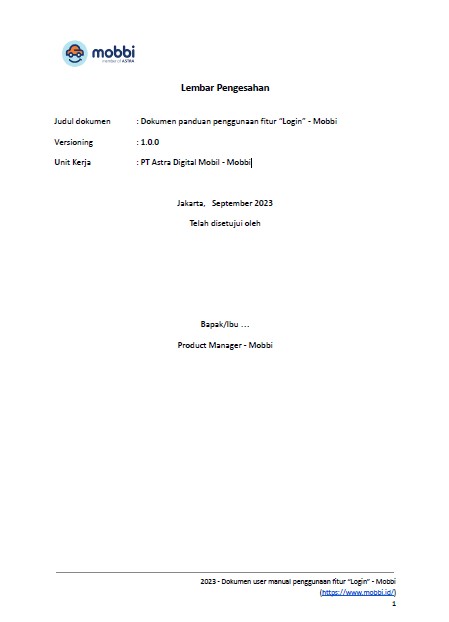 mobbi
member of ASTRA
Lembar Pengesahan
Judul dokumen : Dokumen panduan penggunaan fitur “Login” - Mobbi
Versioning : 1.0.0
Unit Kerja : PT Astra Digital Mobil - Mobbi
Jakarta, September 2023
Telah disetujui oleh
Bapak/Ibu …
Product Manager - Mobbi
2023 - Dokumen user manual penggunaan fitur “Login” - Mobbi
(https://www.mobbi.id/)
1